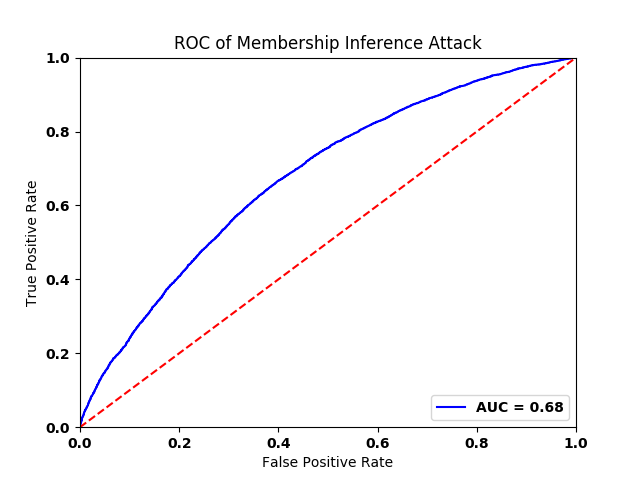 ROC of Membership Inference Attack
1.0
0.8
0.6
0.4
0.2
0.0
True Positive Rate
AUC = 0.68
0.0 0.2 0.4 0.6 0.8 1.0
False Positive Rate